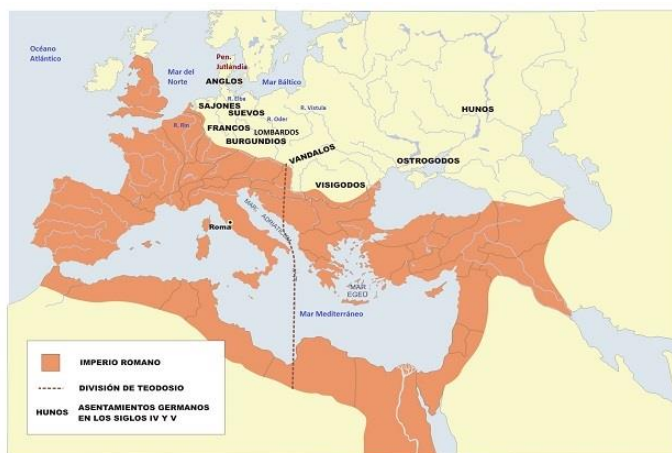 Océano
Atlántico
Pen.
Jutlandia
Mar del
Norte
ANGLOS
Mar Báltico
R. Elba
SAJONES
SUEVOS
R. Vistula
HUNOS
R. Rin
FRANCOS
R. Oder
LOMBARDOS
BURGUNDIOS
VANDALOS
OSTROGODOS
VISIGODOS
Roma
MAR ADRIATICO
MAR
EGEO
Mar Mediterráneo
IMPERIO ROMANO
DIVISIÓN DE TEODOSIO
HUNOS
ASENTAMIENTOS GERMANOS
EN LOS SIGLOS IV Y V